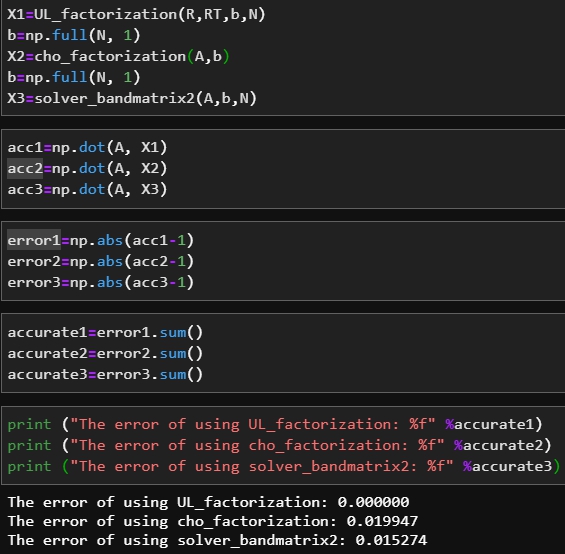 X1=UL_factorization(R,RT,b,N)
b=np.full(N, 1)
X2=cho_factorization(A,b)
b=np.full(N, 1)
X3=solver_bandmatrix2(A,b,N)
acc1=np.dot(A, X1)
acc2=np.dot(A, X2)
acc3=np.dot(A, X3)
error1=np.abs(acc1-1)
error2=np.abs(acc2-1)
error3=np.abs(acc3-1)
accurate1=error1.sum()
accurate2=error2.sum()
accurate3=error3.sum()
print ("The error of using UL_factorization: %f" %accurate1)
print ("The error of using cho_factorization: %f" %accurate2)
print ("The error of using solver_bandmatrix2: %f" %accurate3)
The error of using UL_factorization: 0.000000
The error of using cho_factorization: 0.019947
The error of using solver_bandmatrix2: 0.015274